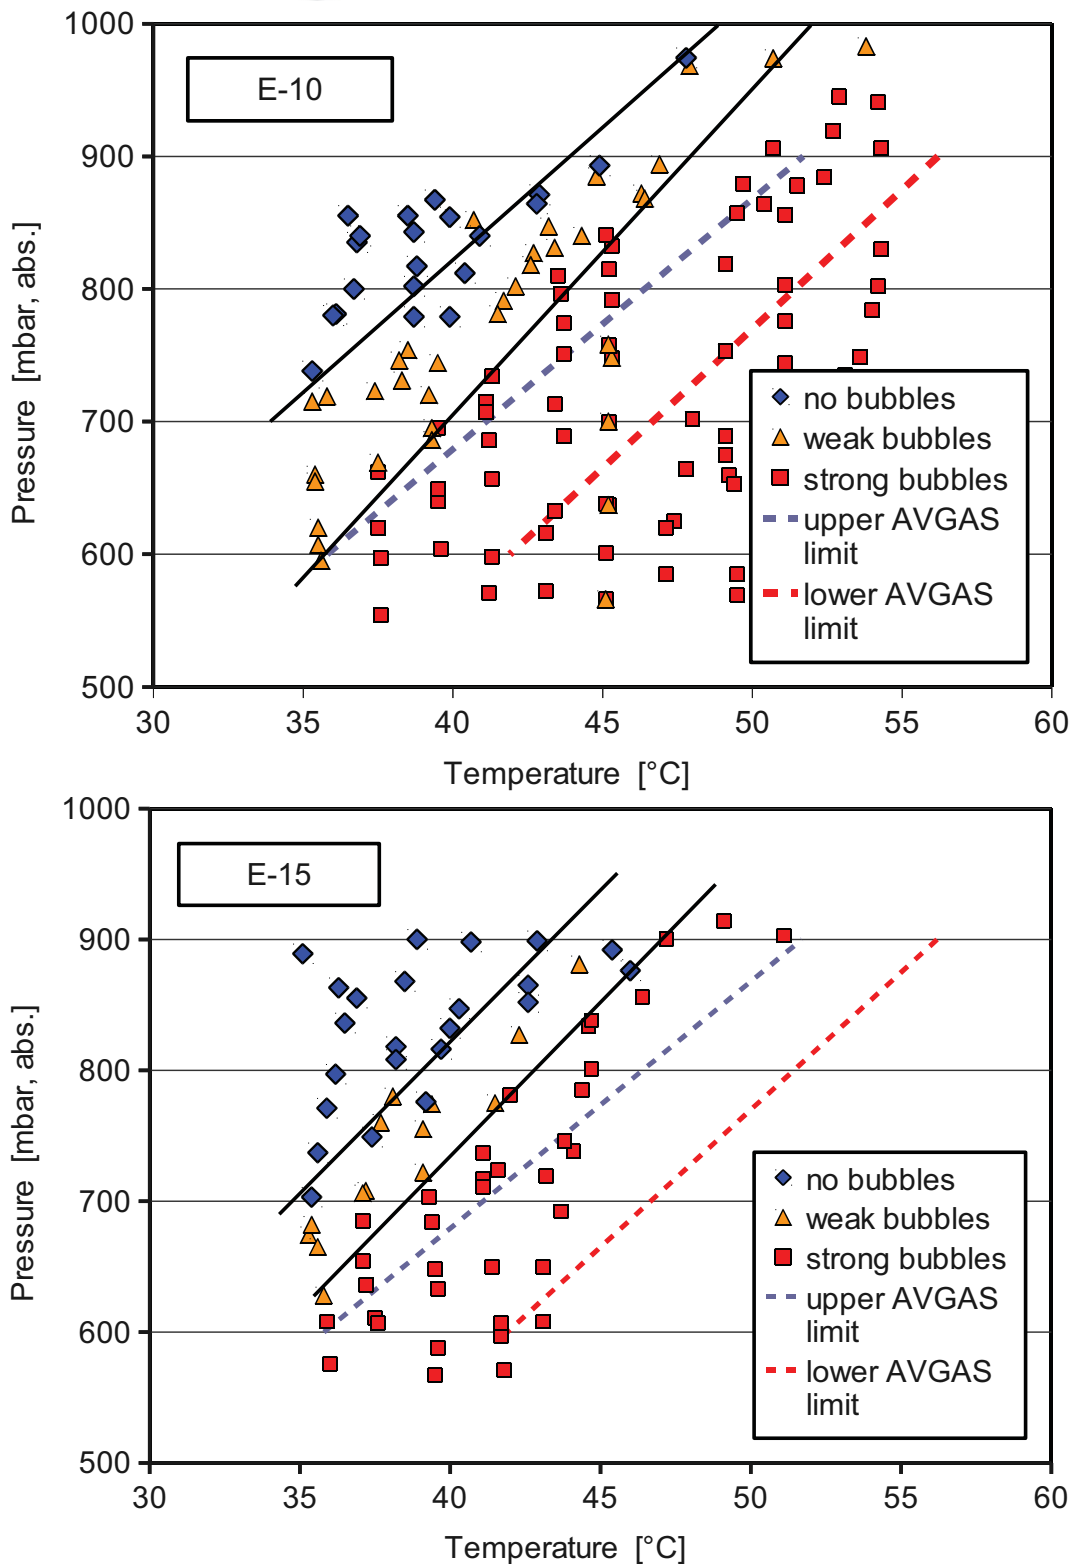 1000
E-10
900
800
700
600
500
Pressure [mbar, abs.]
no bubbles
weak bubbles
strong bubbles
upper AVGAS
limit
lower AVGAS
limit
30 35 40 45 50 55 60
Temperature [°C]
1000
E-15
900
800
700
600
500
Pressure [mbar, abs.]
no bubbles
weak bubbles
strong bubbles
upper AVGAS
limit
lower AVGAS
limit
30 35 40 45 50 55 60
Temperature [°C]